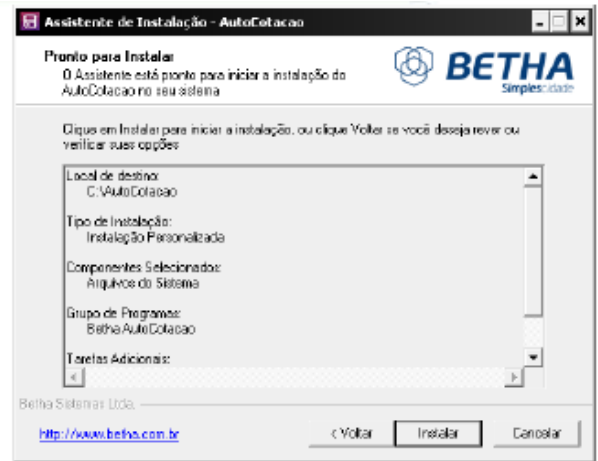 Assistente de Instalação - AutoCotacao
Pronto para Instalar
O Assistente está pronto para iniciar a instalação do
AutoCotacao no seu sistema
BETHA
Simplescidade
Clique em Instalar para iniciar a instalação, ou clique Voltar se você deseja rever ou
verificar suas opções
Local de destino:
C:\AutoCotacao
Tipo de Instalação:
Instalação Personalizada
Componentes Selecionados:
Arquivos do Sistema
Grupo de Programas:
Betha AutoCotacao
Tarefas Adicionais:
Betha Sistemas Ltda.
http://www.betha.com.br
< Voltar
Instalar
Cancelar